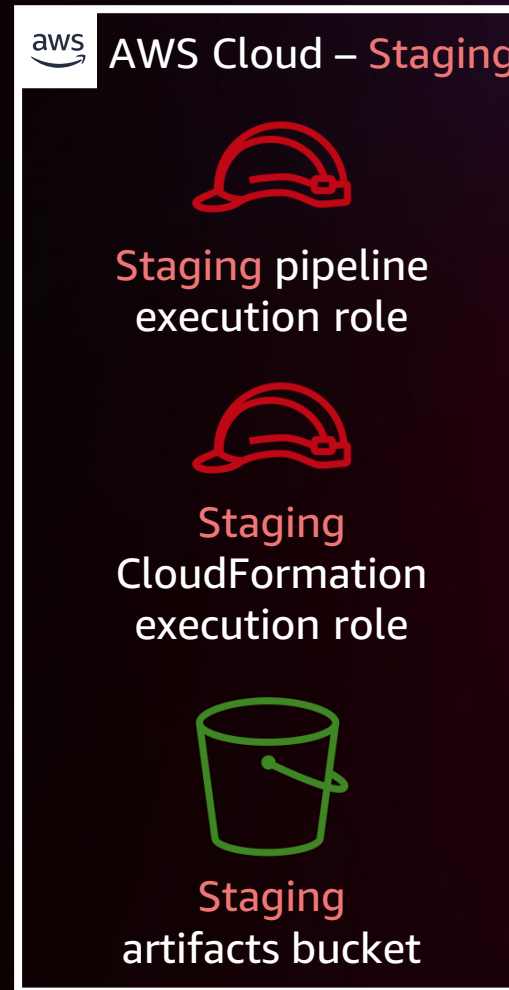 aws
AWS Cloud – Staging
Staging pipeline
execution role
Staging
CloudFormation
execution role
Staging
artifacts bucket